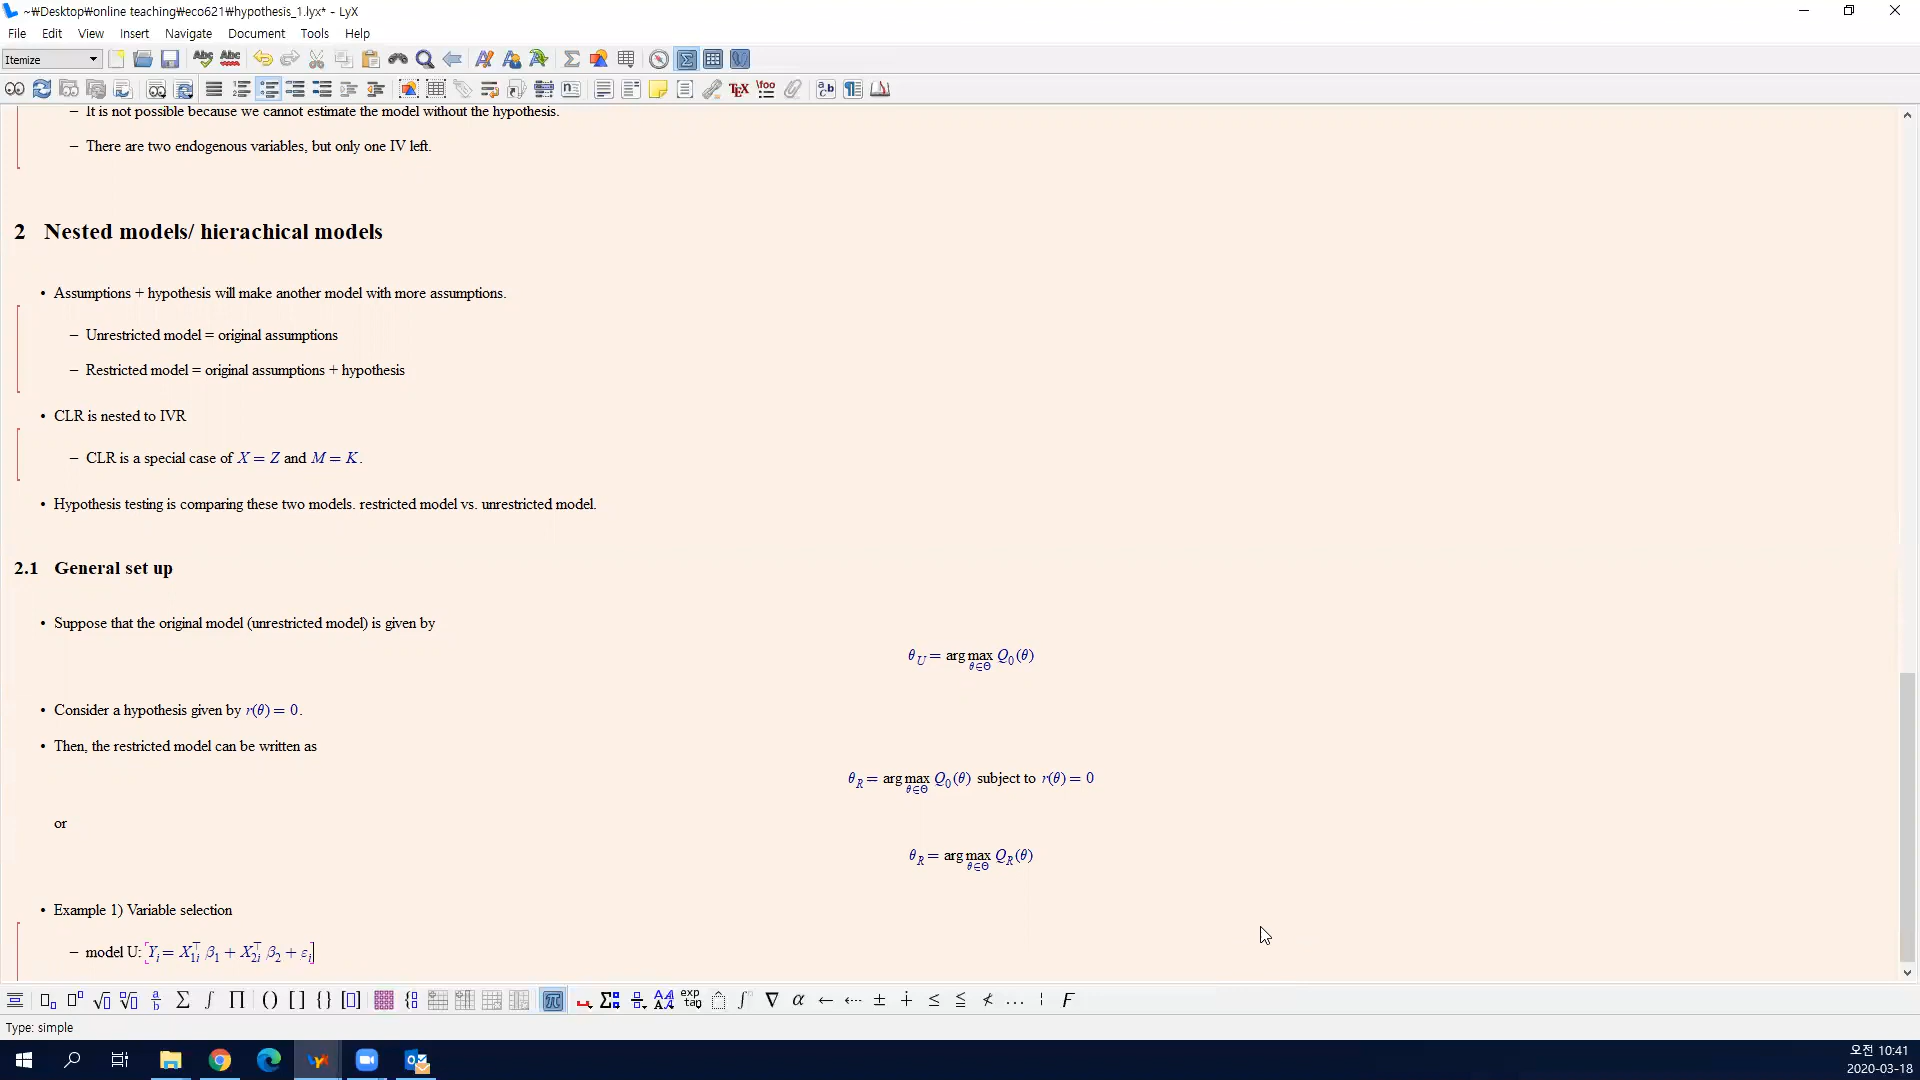 ~₩Desktop₩online teaching₩eco621₩hypothesis_1.lyx* - LyX
File Edit View Insert Navigate Document Tools Help
Itemize
– It is not possible because we cannot estimate the model without the hypothesis.
– There are two endogenous variables, but only one IV left.
2 Nested models/ hierachical models
• Assumptions + hypothesis will make another model with more assumptions.
– Unrestricted model = original assumptions
– Restricted model = original assumptions + hypothesis
• CLR is nested to IVR
– CLR is a special case of X = Z and M = K.
• Hypothesis testing is comparing these two models. restricted model vs. unrestricted model.
2.1 General set up
• Suppose that the original model (unrestricted model) is given by
θ_U = arg max_{θ∈Θ} Q_0(θ)
• Consider a hypothesis given by r(θ) = 0.
• Then, the restricted model can be written as
θ_R = arg max_{θ∈Θ} Q_0(θ) subject to r(θ) = 0
or
θ_R = arg max_{θ∈Θ} Q_R(θ)
• Example 1) Variable selection
– model U: Y_i = X_{1i}^⊤ β_1 + X_{2i}^⊤ β_2 + ε_i
Type: simple
오전 10:41
2020-03-18